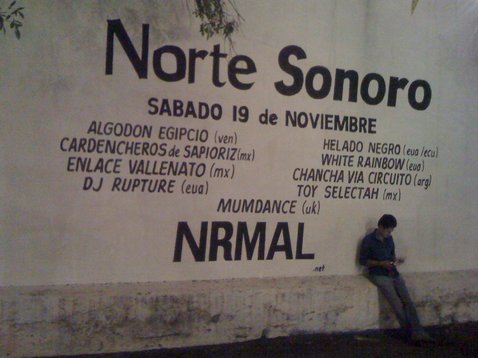 Norte Sonoro
SABADO 19 de NOVIEMBRE
ALGODON EGIPCIO (ven)
CARDENCHEROS de SAPIORIZ (mx)
ENLACE VALLENATO (mx)
DJ RUPTURE (eua)
HELADO NEGRO (eua/ecu)
WHITE RAINBOW (eua)
CHANCHA VIA CIRCUITO (arg)
TOY SELECTAH (mx)
MUMDANCE (uk)
NRMAL
.net